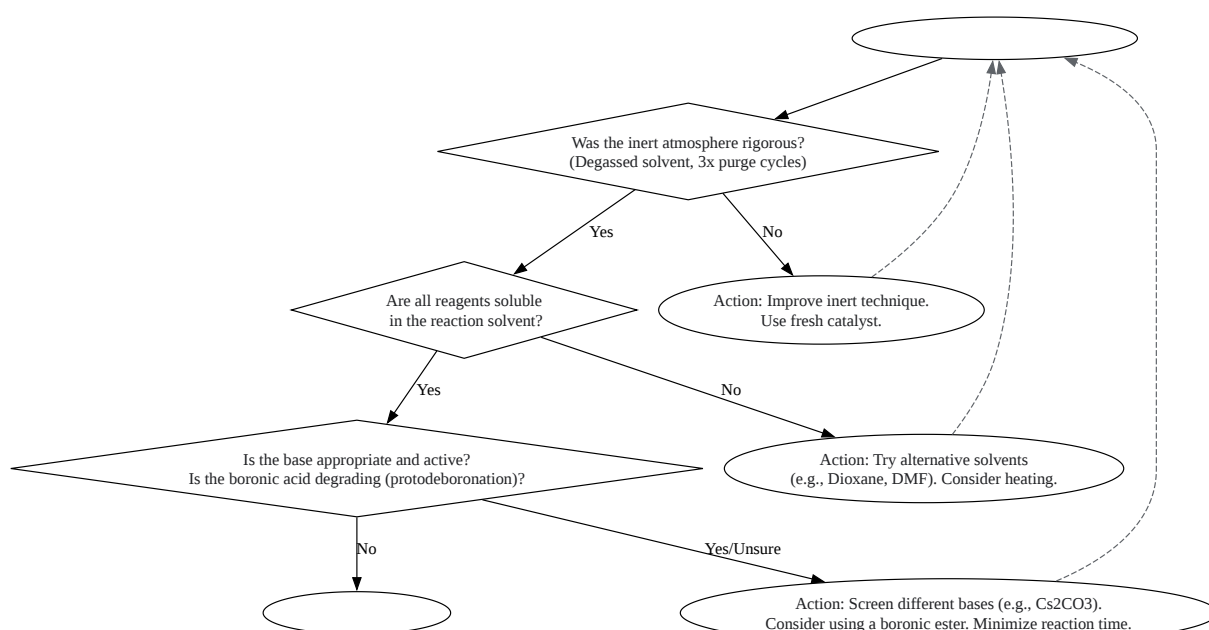 Was the inert atmosphere rigorous?
(Degassed solvent, 3x purge cycles)
Yes
No
Are all reagents soluble
in the reaction solvent?
Action: Improve inert technique.
Use fresh catalyst.
Yes
No
Is the base appropriate and active?
Is the boronic acid degrading (protodeboronation)?
Action: Try alternative solvents
(e.g., Dioxane, DMF). Consider heating.
No
Yes/Unsure
Action: Screen different bases (e.g., Cs2CO3).
Consider using a boronic ester. Minimize reaction time.